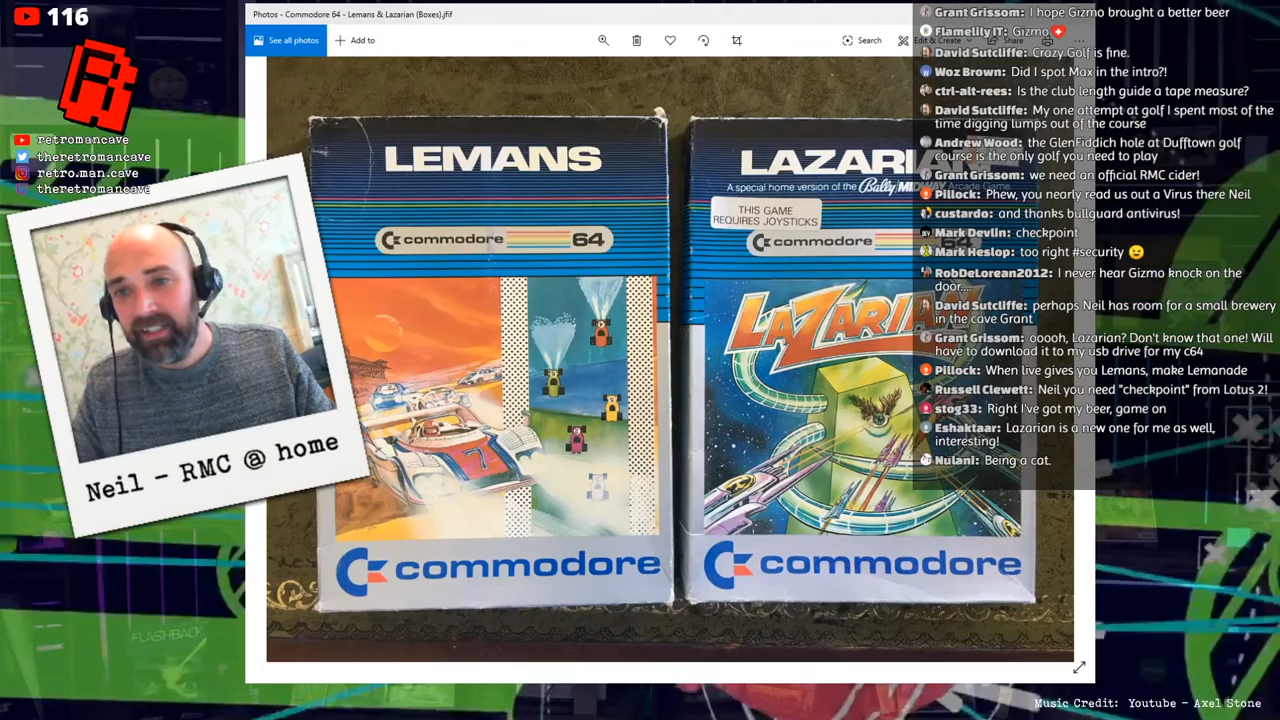 116
retromancave
theretromancave
retro.man.cave
theretromancave
Neil - RMC @ home
Photos - Commodore 64 - Lemans & Lazarian (Boxes).jfif
See all photos
Add to
Search
Edit & Create
Share
LEMANS
commodore 64
7
commodore
LAZARI
A special home version of the Bally MIDWAY Arcade Game
THIS GAME
REQUIRES JOYSTICKS
commodore 64
LAZARIAN
commodore
Grant Grissom: I hope Gizmo brought a better beer
Flamelily IT: Gizmo
David Sutcliffe: Crazy Golf is fine.
Woz Brown: Did I spot Max in the intro?!
ctrl-alt-rees: Is the club length guide a tape measure?
David Sutcliffe: My one attempt at golf I spent most of the
time digging lumps out of the course
Andrew Wood: the GlenFiddich hole at Dufftown golf
course is the only golf you need to play
Grant Grissom: we need an official RMC cider!
Pillock: Phew, you nearly read us out a Virus there Neil
custardo: and thanks bullguard antivirus!
Mark Devlin: checkpoint
Mark Heslop: too right #security
RobDeLorean2012: I never hear Gizmo knock on the
door....
David Sutcliffe: perhaps Neil has room for a small brewery
in the cave Grant
Grant Grissom: ooooh, Lazarian? Don't know that one! Will
have to download it to my usb drive for my c64
Pillock: When live gives you Lemans, make Lemanade
Russell Clewett: Neil you need "checkpoint" from Lotus 2!
stog33: Right I've got my beer, game on
Eshaktaar: Lazarian is a new one for me as well,
interesting!
Nulani: Being a cat.
FLASHBACK
Music Credit: Youtube - Axel Stone